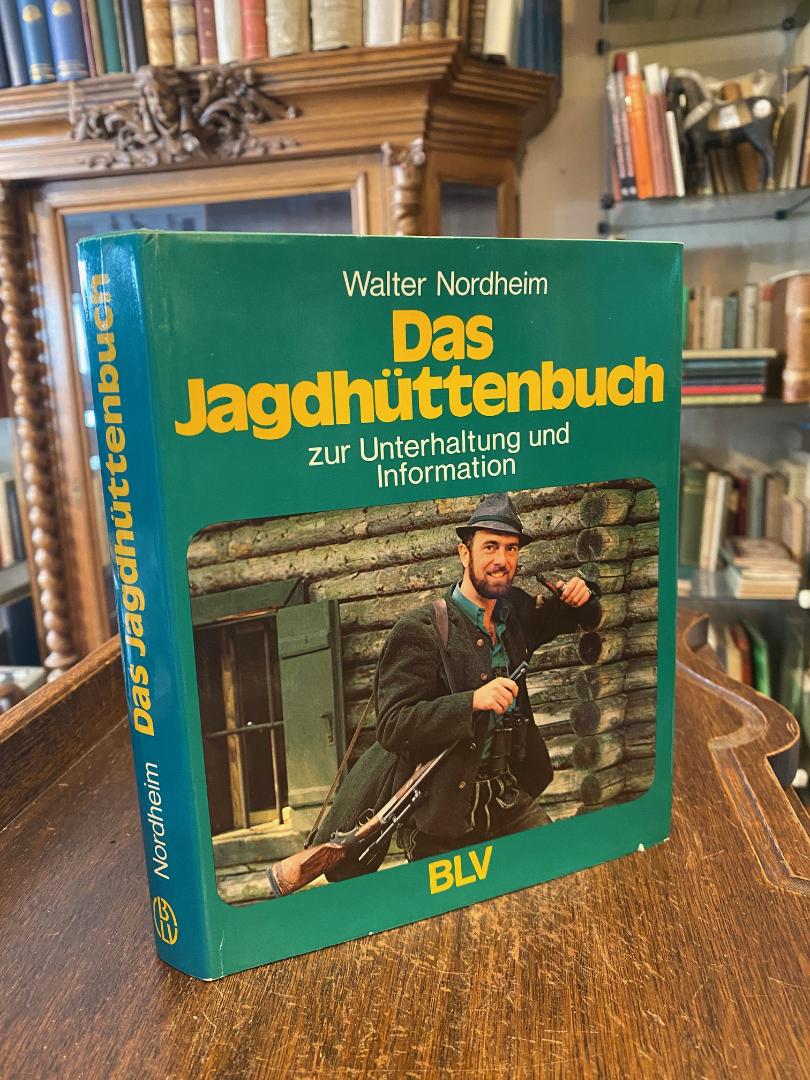 Walter Nordheim
Das
Jagdhüttenbuch
zur Unterhaltung und
Information
BLV
Das Jagdhüttenbuch
Nordheim
BLV